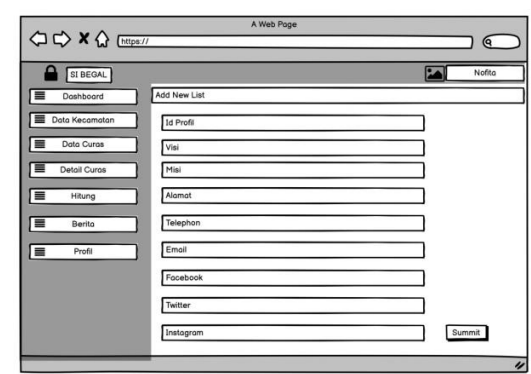 A Web Page
https://
SI BEGAL
Nofita
Dashboard
Data Kecamatan
Data Curas
Detail Curas
Hitung
Berita
Profil
Add New List
Id Profil
Visi
Misi
Alamat
Telephon
Email
Facebook
Twitter
Instagram
Summit